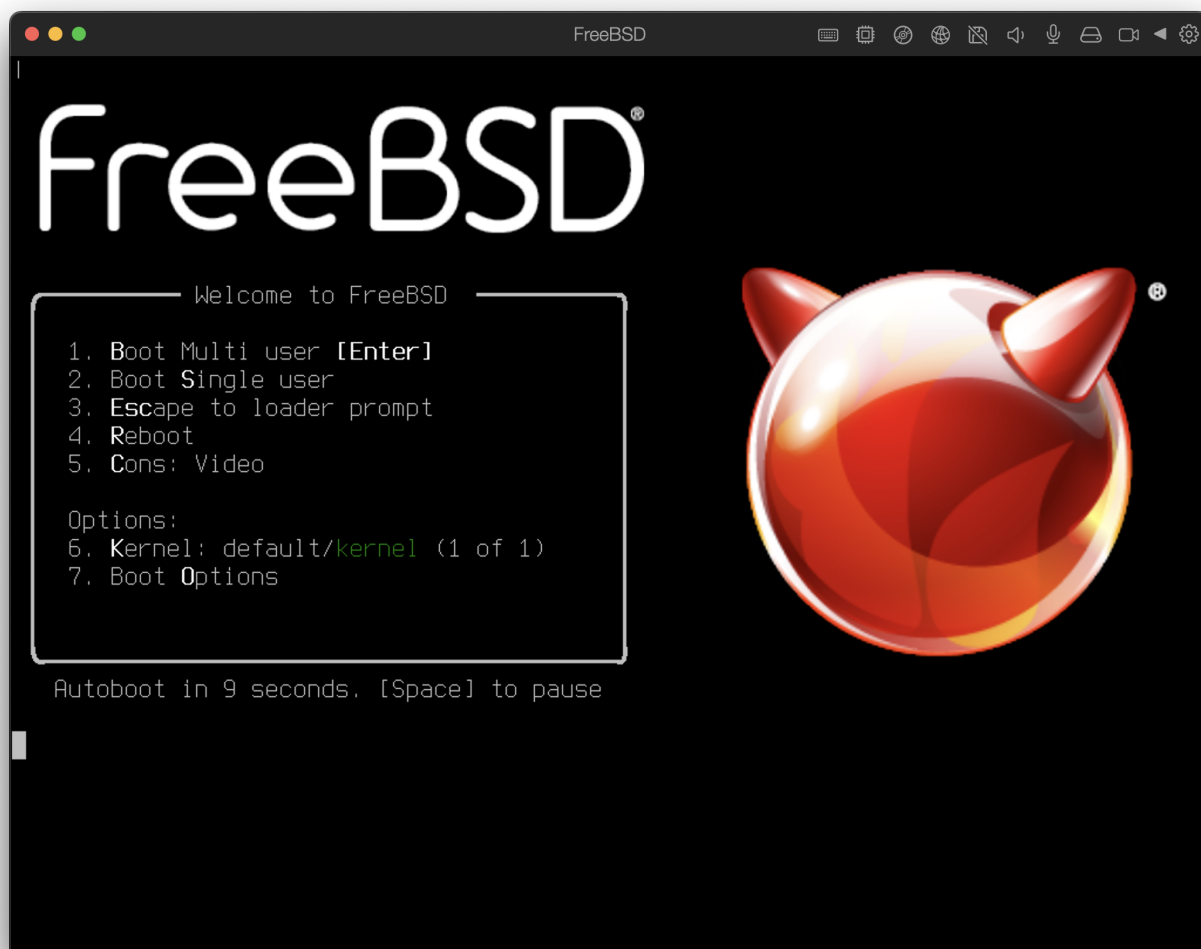 FreeBSD
FreeBSD®
Welcome to FreeBSD
1. Boot Multi user [Enter]
2. Boot Single user
3. Escape to loader prompt
4. Reboot
5. Cons: Video
Options:
6. Kernel: default/kernel (1 of 1)
7. Boot Options
®
Autoboot in 9 seconds. [Space] to pause